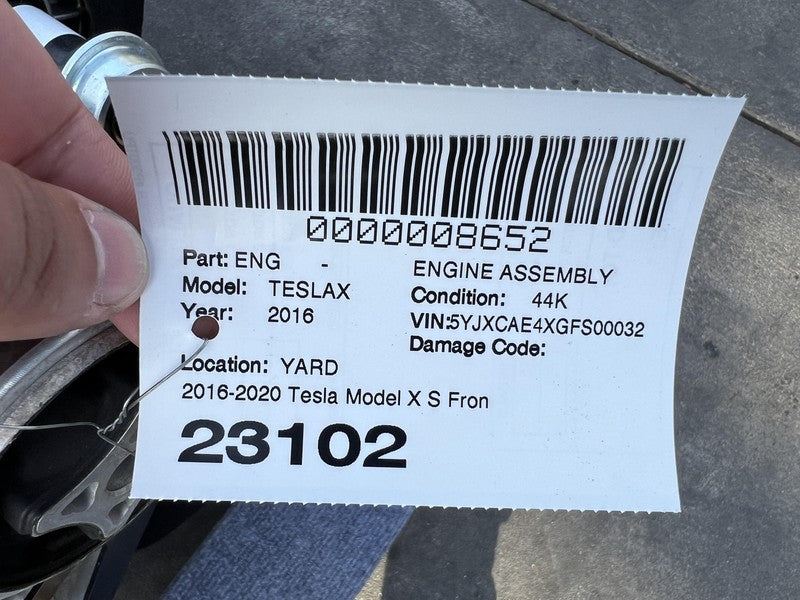 0000008652
Part: ENG - ENGINE ASSEMBLY
Model: TESLAX Condition: 44K
Year: 2016 VIN:5YJXCAE4XGFS00032
Damage Code:
Location: YARD
2016-2020 Tesla Model X S Fron
23102